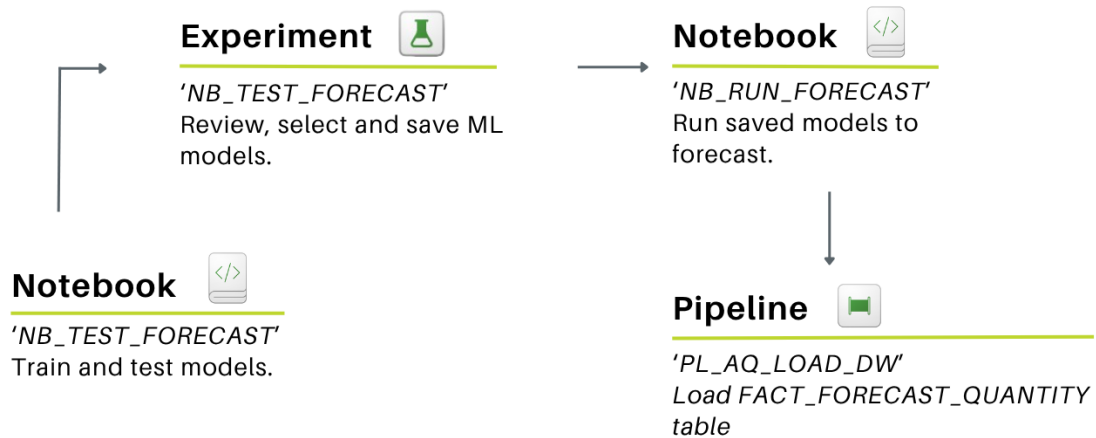 Experiment
'NB_TEST_FORECAST'
Review, select and save ML
models.
Notebook
</>
'NB_RUN_FORECAST'
Run saved models to
forecast.
Notebook
</>
'NB_TEST_FORECAST'
Train and test models.
Pipeline
'PL_AQ_LOAD_DW'
Load FACT_FORECAST_QUANTITY
table